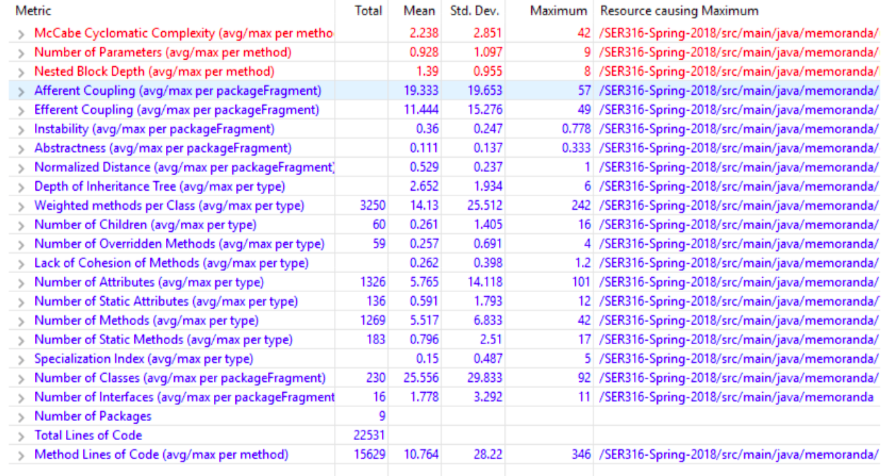 Metric Total Mean Std. Dev. Maximum Resource causing Maximum
McCabe Cyclomatic Complexity (avg/max per metho 2.238 2.851 42 /SER316-Spring-2018/src/main/java/memoranda/
Number of Parameters (avg/max per method) 0.928 1.097 9 /SER316-Spring-2018/src/main/java/memoranda/
Nested Block Depth (avg/max per method) 1.39 0.955 8 /SER316-Spring-2018/src/main/java/memoranda/
Afferent Coupling (avg/max per packageFragment) 19.333 19.653 57 /SER316-Spring-2018/src/main/java/memoranda/
Efferent Coupling (avg/max per packageFragment) 11.444 15.276 49 /SER316-Spring-2018/src/main/java/memoranda/
Instability (avg/max per packageFragment) 0.36 0.247 0.778 /SER316-Spring-2018/src/main/java/memoranda/
Abstractness (avg/max per packageFragment) 0.111 0.137 0.333 /SER316-Spring-2018/src/main/java/memoranda/
Normalized Distance (avg/max per packageFragment) 0.529 0.237 1 /SER316-Spring-2018/src/main/java/memoranda/
Depth of Inheritance Tree (avg/max per type) 2.652 1.934 6 /SER316-Spring-2018/src/main/java/memoranda/
Weighted methods per Class (avg/max per type) 3250 14.13 25.512 242 /SER316-Spring-2018/src/main/java/memoranda/
Number of Children (avg/max per type) 60 0.261 1.405 16 /SER316-Spring-2018/src/main/java/memoranda/
Number of Overridden Methods (avg/max per type) 59 0.257 0.691 4 /SER316-Spring-2018/src/main/java/memoranda/
Lack of Cohesion of Methods (avg/max per type) 0.262 0.398 1.2 /SER316-Spring-2018/src/main/java/memoranda/
Number of Attributes (avg/max per type) 1326 5.765 14.118 101 /SER316-Spring-2018/src/main/java/memoranda/
Number of Static Attributes (avg/max per type) 136 0.591 1.793 12 /SER316-Spring-2018/src/main/java/memoranda/
Number of Methods (avg/max per type) 1269 5.517 6.833 42 /SER316-Spring-2018/src/main/java/memoranda/
Number of Static Methods (avg/max per type) 183 0.796 2.51 17 /SER316-Spring-2018/src/main/java/memoranda/
Specialization Index (avg/max per type) 0.15 0.487 5 /SER316-Spring-2018/src/main/java/memoranda/
Number of Classes (avg/max per packageFragment) 230 25.556 29.833 92 /SER316-Spring-2018/src/main/java/memoranda/
Number of Interfaces (avg/max per packageFragment 16 1.778 3.292 11 /SER316-Spring-2018/src/main/java/memoranda
Number of Packages 9
Total Lines of Code 22531
Method Lines of Code (avg/max per method) 15629 10.764 28.22 346 /SER316-Spring-2018/src/main/java/memoranda/